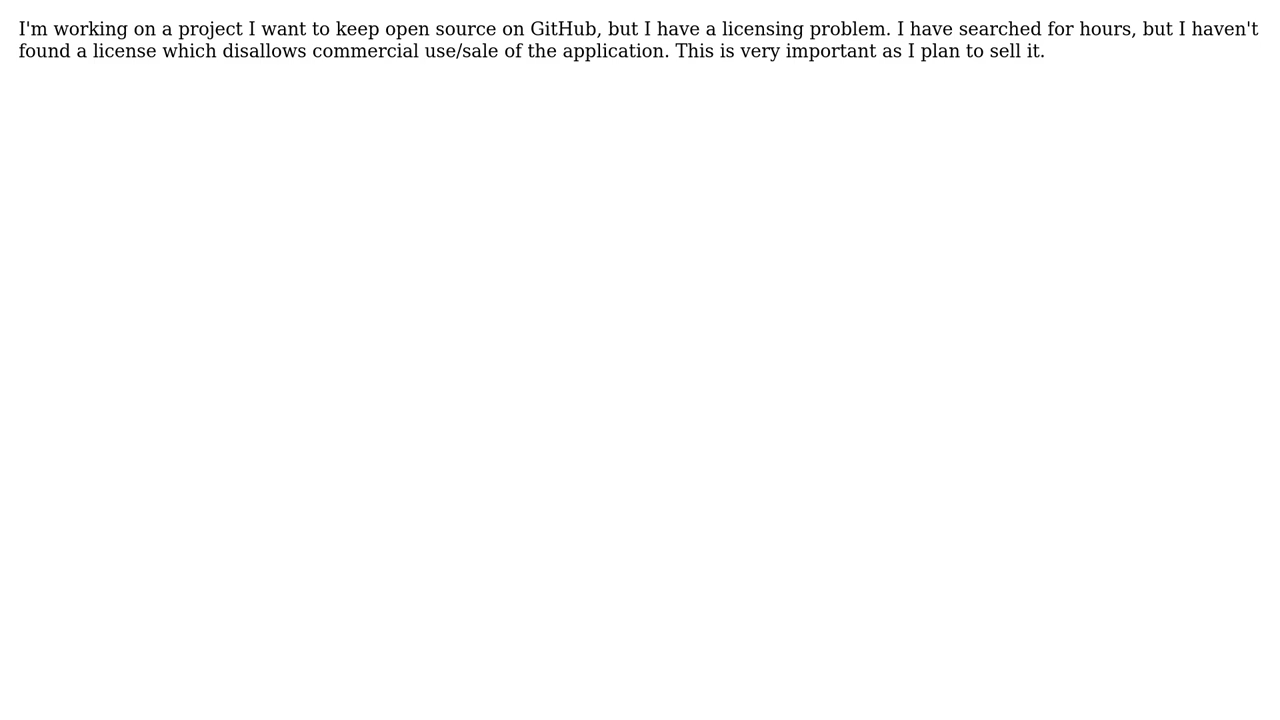 I'm working on a project I want to keep open source on GitHub, but I have a licensing problem. I have searched for hours, but I haven't
found a license which disallows commercial use/sale of the application. This is very important as I plan to sell it.